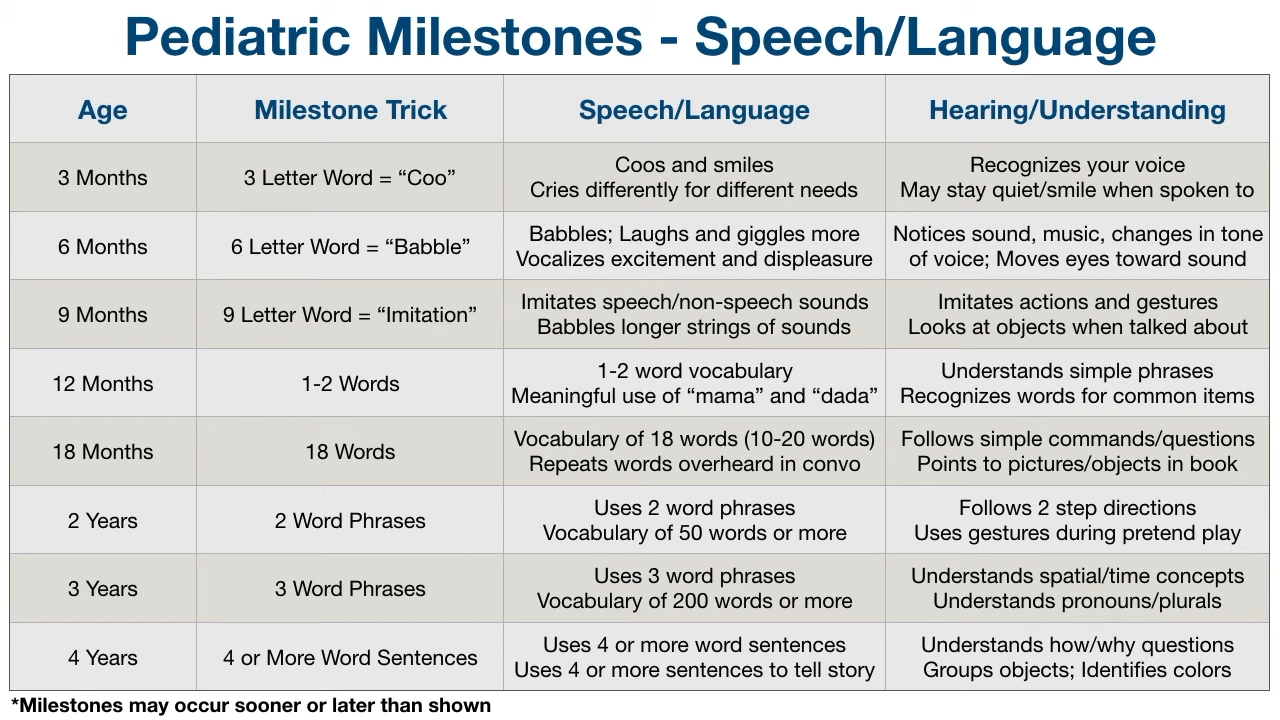 Pediatric Milestones - Speech/Language
Age
Milestone Trick
Speech/Language
Hearing/Understanding
3 Months
3 Letter Word = “Coo”
Coos and smiles
Cries differently for different needs
Recognizes your voice
May stay quiet/smile when spoken to
6 Months
6 Letter Word = “Babble”
Babbles; Laughs and giggles more
Vocalizes excitement and displeasure
Notices sound, music, changes in tone
of voice; Moves eyes toward sound
9 Months
9 Letter Word = “Imitation”
Imitates speech/non-speech sounds
Babbles longer strings of sounds
Imitates actions and gestures
Looks at objects when talked about
12 Months
1-2 Words
1-2 word vocabulary
Meaningful use of “mama” and “dada”
Understands simple phrases
Recognizes words for common items
18 Months
18 Words
Vocabulary of 18 words (10-20 words)
Repeats words overheard in convo
Follows simple commands/questions
Points to pictures/objects in book
2 Years
2 Word Phrases
Uses 2 word phrases
Vocabulary of 50 words or more
Follows 2 step directions
Uses gestures during pretend play
3 Years
3 Word Phrases
Uses 3 word phrases
Vocabulary of 200 words or more
Understands spatial/time concepts
Understands pronouns/plurals
4 Years
4 or More Word Sentences
Uses 4 or more word sentences
Uses 4 or more sentences to tell story
Understands how/why questions
Groups objects; Identifies colors
*Milestones may occur sooner or later than shown